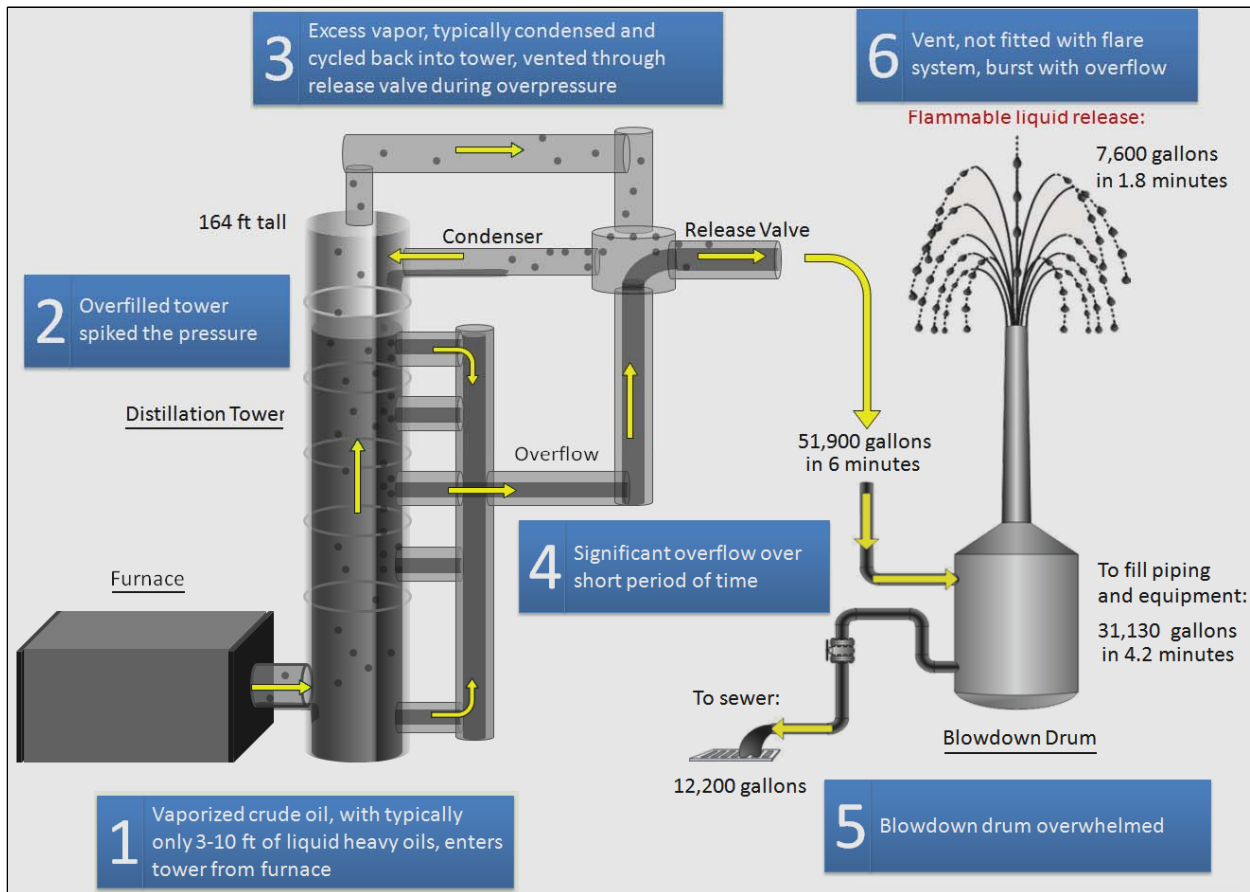 3
Excess vapor, typically condensed and
cycled back into tower, vented through
release valve during overpressure
6
Vent, not fitted with flare
system, burst with overflow
Flammable liquid release:
7,600 gallons
in 1.8 minutes
164 ft tall
Condenser
Release Valve
2
Overfilled tower
spiked the pressure
Distillation Tower
Overflow
51,900 gallons
in 6 minutes
4
Significant overflow over
short period of time
Furnace
To fill piping
and equipment:
31,130 gallons
in 4.2 minutes
To sewer:
12,200 gallons
Blowdown Drum
1
Vaporized crude oil, with typically
only 3-10 ft of liquid heavy oils, enters
tower from furnace
5
Blowdown drum overwhelmed